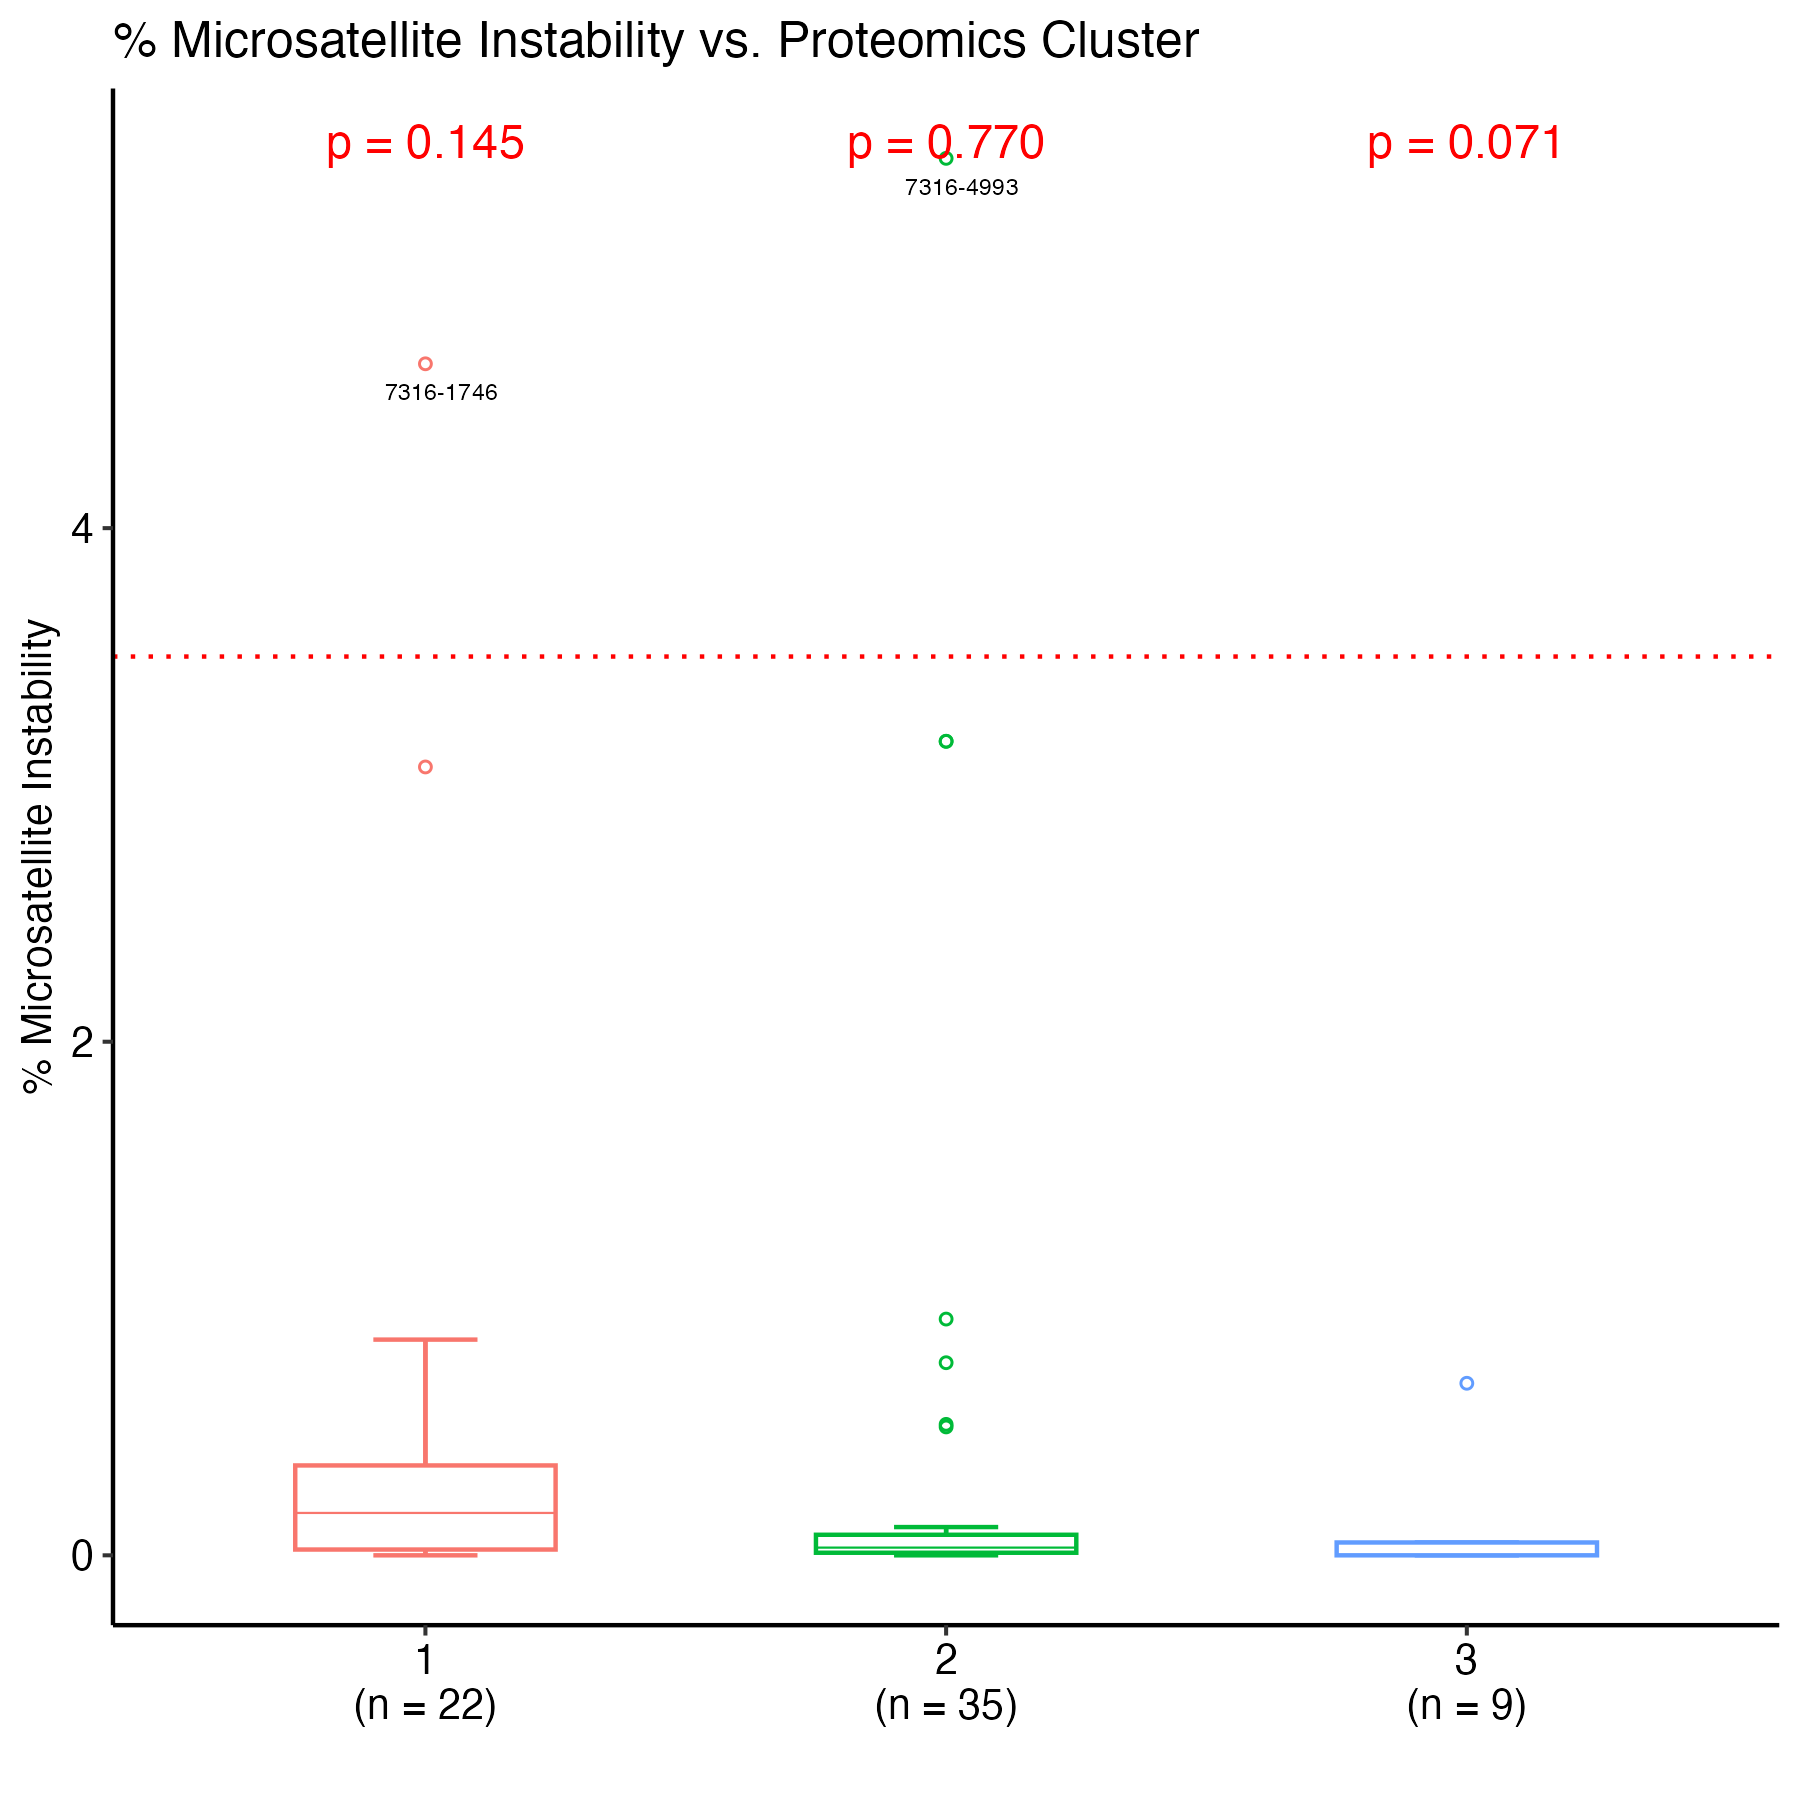 % Microsatellite Instability vs. Proteomics Cluster
p = 0.145
p = 0.770
p = 0.071
7316-4993
7316-1746
4
2
0
% Microsatellite Instability
1
(n = 22)
2
(n = 35)
3
(n = 9)